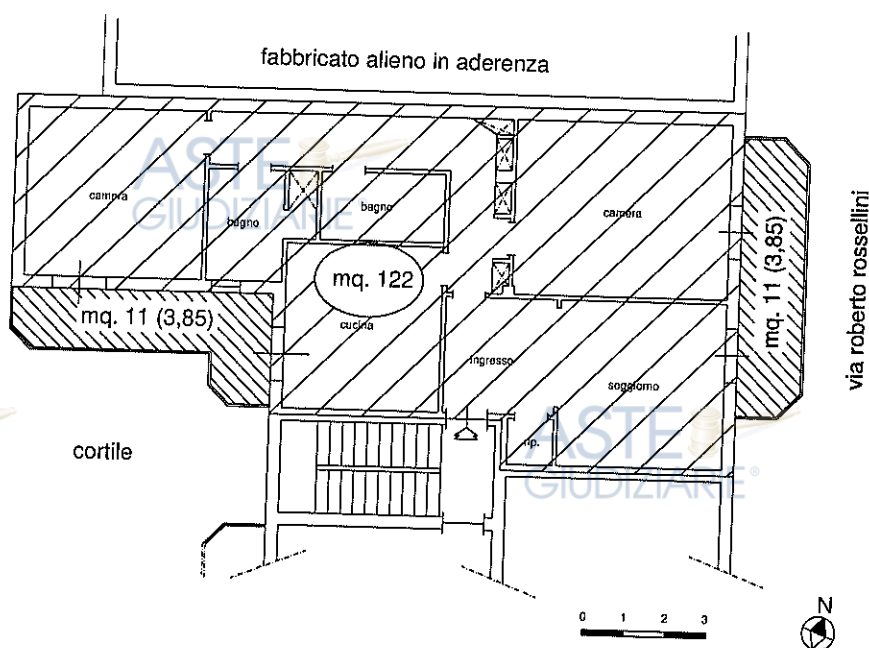 fabbricato alieno in aderenza
ASTE
GIUDIZIARIE
camera
bagno
bagno
camera
mq. 122
mq. 11 (3,85)
mq. 11 (3,85)
via roberto rossellini
cucina
ingresso
soggiorno
rip.
ASTE
GIUDIZIARIE®
cortile
0 1 2 3
N